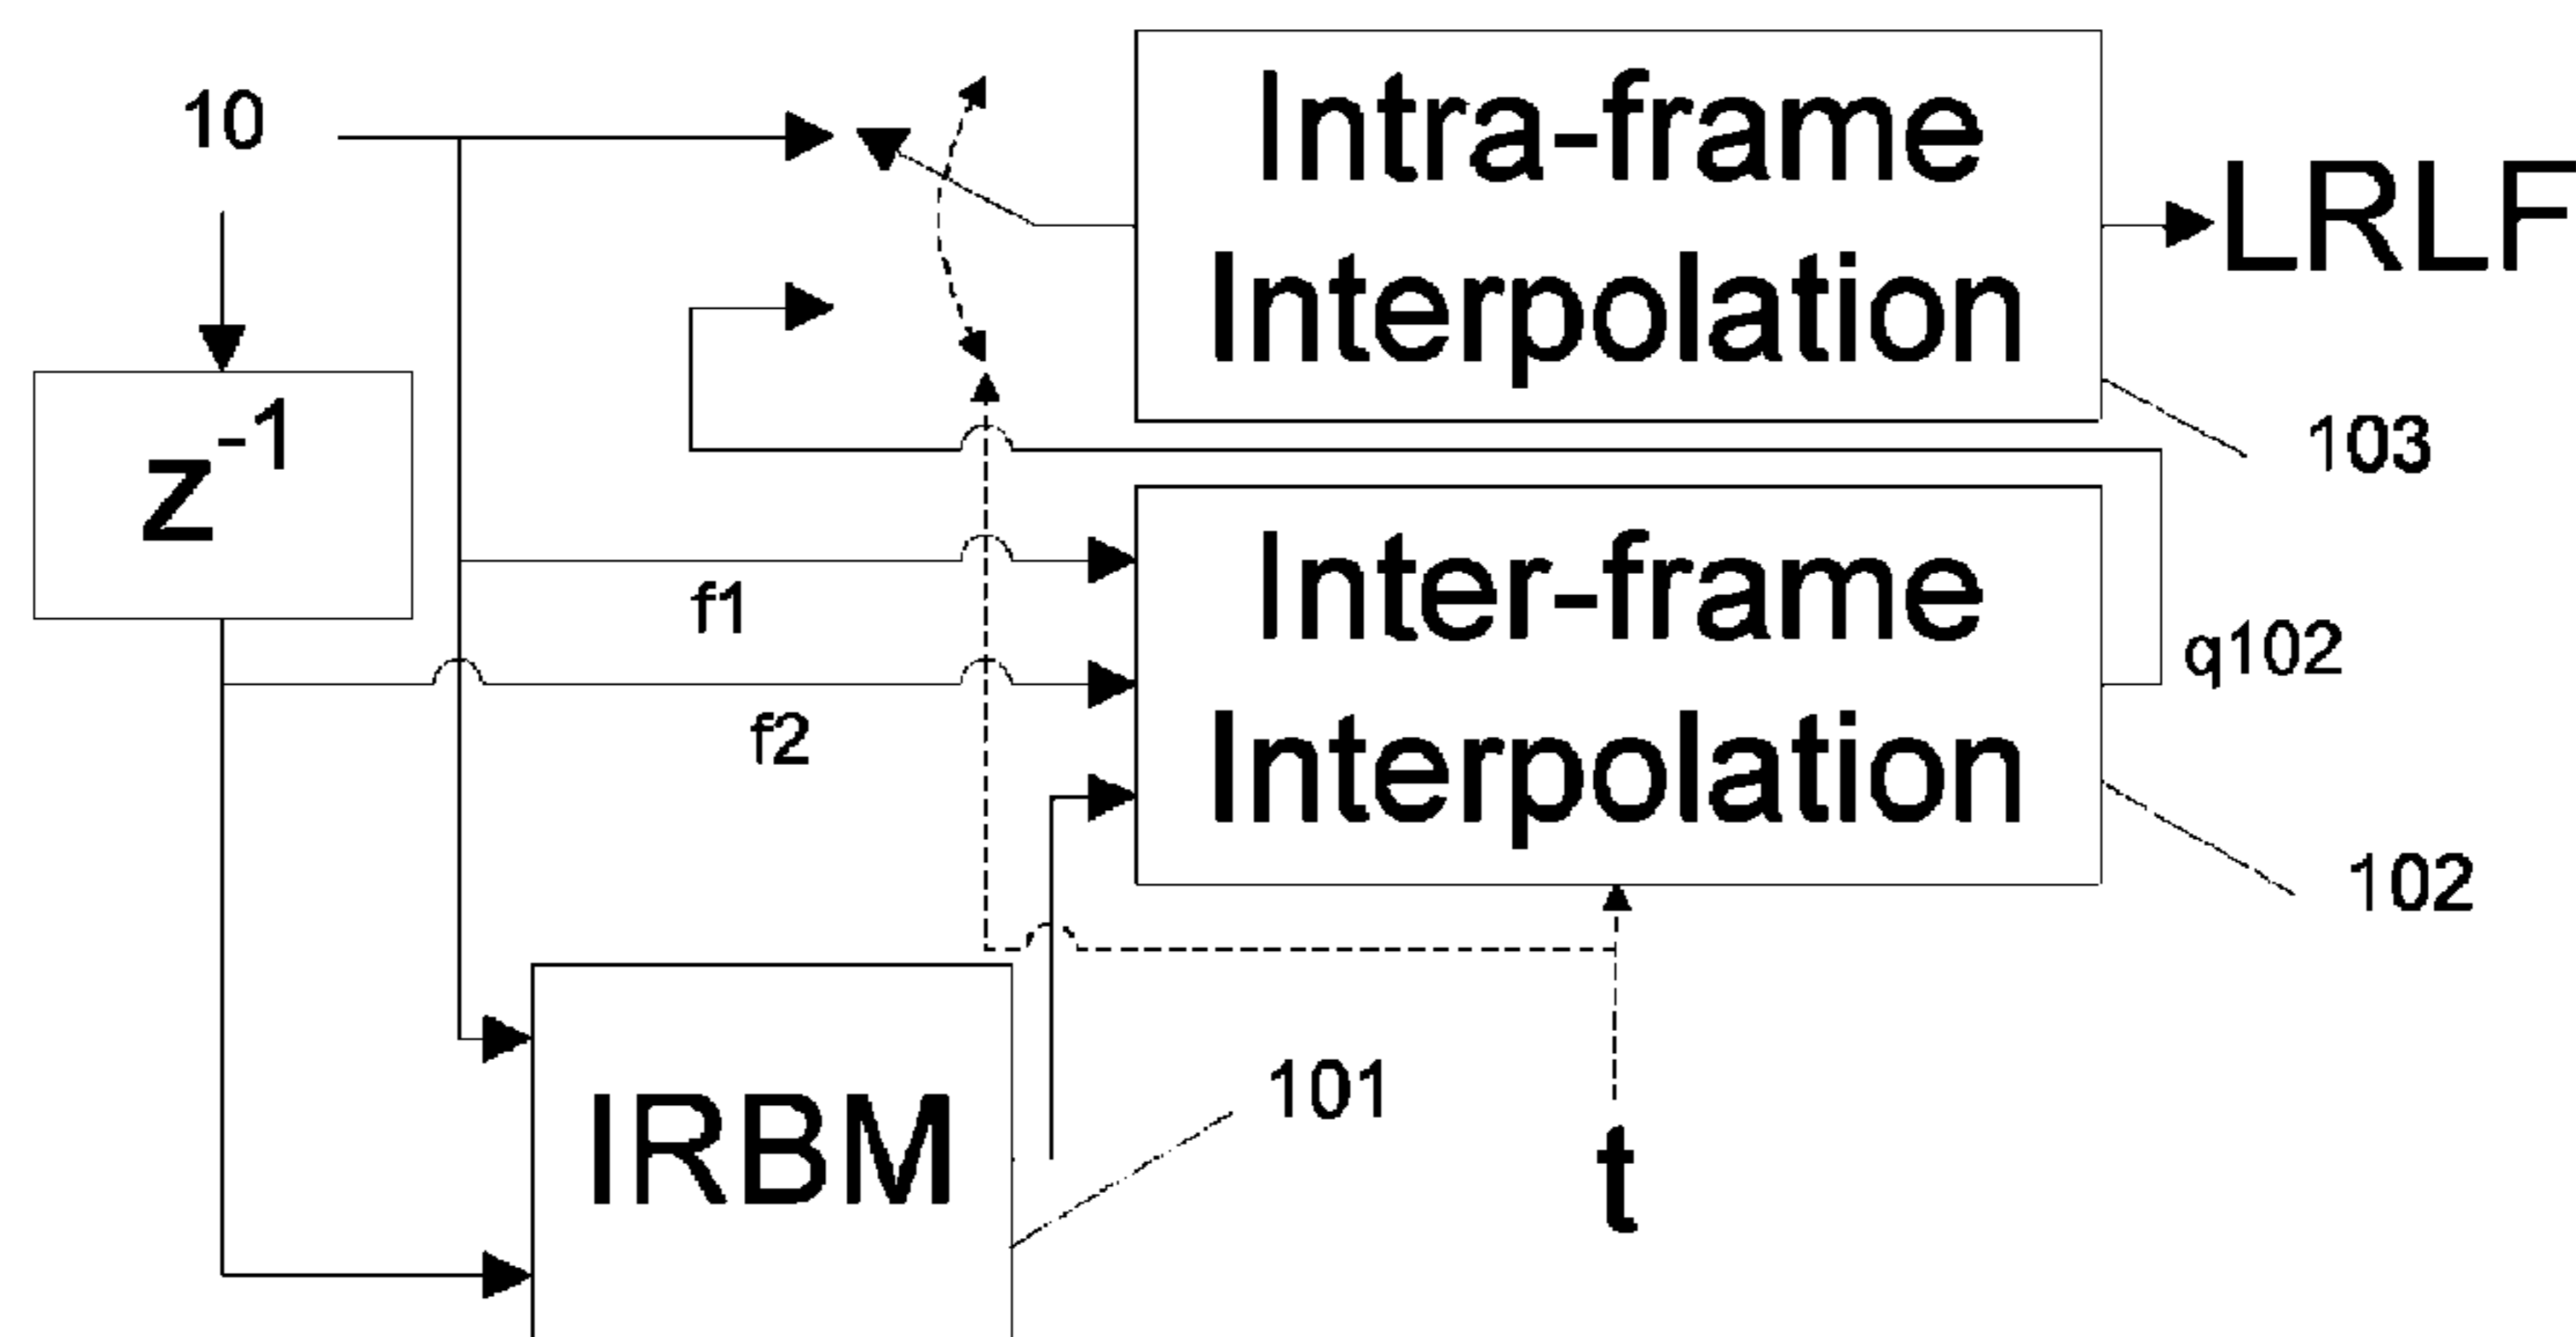 10
Intra-frame
Interpolation
LRLF
103
z-1
f1
f2
Inter-frame
Interpolation
q102
102
IRBM
101
t